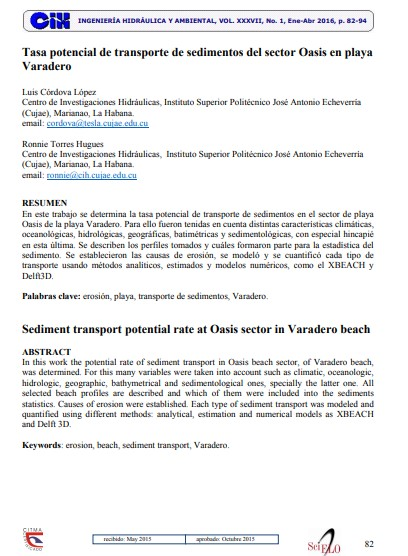 CIH INGENIERÍA HIDRÁULICA Y AMBIENTAL, VOL. XXXVII, No. 1, Ene-Abr 2016, p. 82-94
Tasa potencial de transporte de sedimentos del sector Oasis en playa
Varadero
Luis Córdova López
Centro de Investigaciones Hidráulicas, Instituto Superior Politécnico José Antonio Echeverría
(Cujae), Marianao, La Habana.
email: cordova@tesla.cujae.edu.cu
Ronnie Torres Hugues
Centro de Investigaciones Hidráulicas, Instituto Superior Politécnico José Antonio Echeverría
(Cujae), Marianao, La Habana.
email: ronnie@cih.cujae.edu.cu
RESUMEN
En este trabajo se determina la tasa potencial de transporte de sedimentos en el sector de playa
Oasis de la playa Varadero. Para ello fueron tenidas en cuenta distintas características climáticas,
oceanológicas, hidrológicas, geográficas, batimétricas y sedimentológicas, con especial hincapié
en esta última. Se describen los perfiles tomados y cuáles formaron parte para la estadística del
sedimento. Se establecieron las causas de erosión, se modeló y se cuantificó cada tipo de
transporte usando métodos analíticos, estimados y modelos numéricos, como el XBEACH y
Delft3D.
Palabras clave: erosión, playa, transporte de sedimentos, Varadero.
Sediment transport potential rate at Oasis sector in Varadero beach
ABSTRACT
In this work the potential rate of sediment transport in Oasis beach sector, of Varadero beach,
was determined. For this many variables were taken into account such as climatic, oceanologic,
hidrologic, geographic, bathymetrical and sedimentological ones, specially the latter one. All
selected beach profiles are described and which of them were included into the sediments
statistics. Causes of erosion were established. Each type of sediment transport was modeled and
quantified using different methods: analytical, estimation and numerical models as XBEACH
and Delft 3D.
Keywords: erosion, beach, sediment transport, Varadero.
CITMA
CERTIFICADO
recibido: May 2015 aprobado: Octubre 2015
SciELO
82